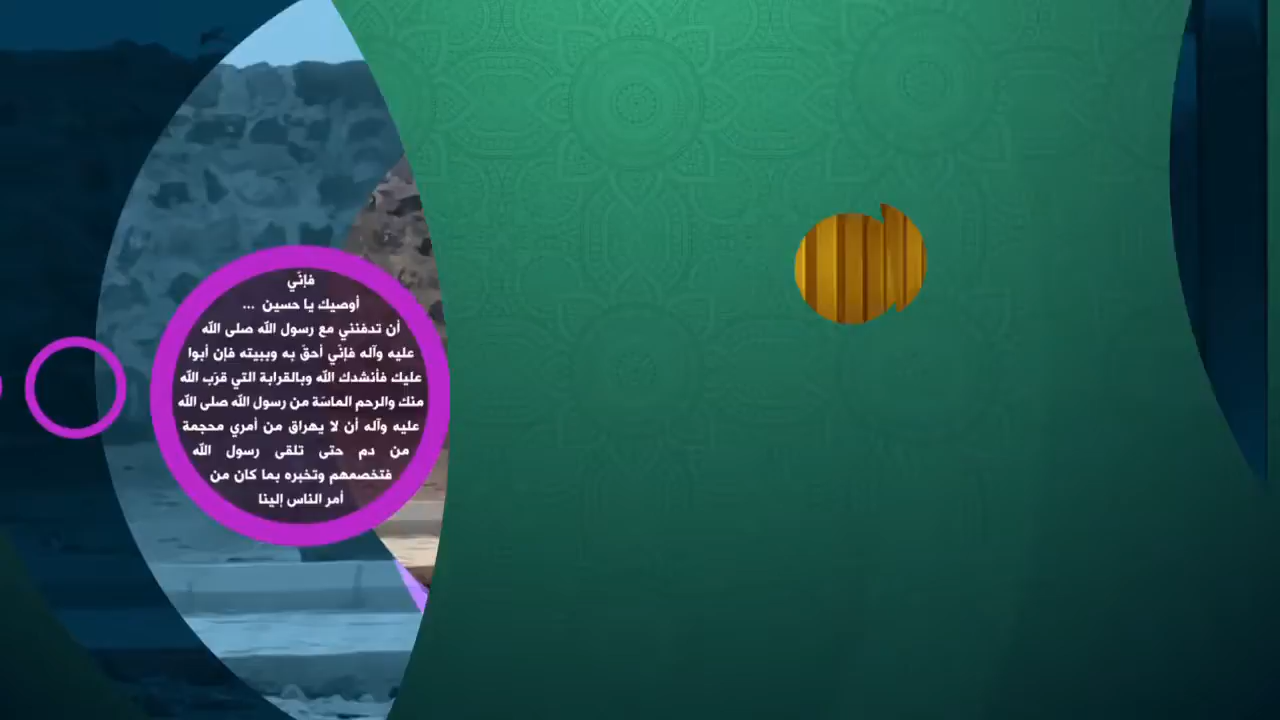 فإنّي
أوصيك يا حسين ...
أن تدفنني مع رسول الله صلى الله
عليه وآله فإنّي أحقّ به وببيته فإن أبوا
عليك فأنشدك الله وبالقرابة التي قرّب الله
منك والرحم الماسّة من رسول الله صلى الله
عليه وآله أن لا يهراق من أمري محجمة
من دم حتى تلقى رسول الله
فتخصمهم وتخبره بما كان من
أمر الناس إلينا